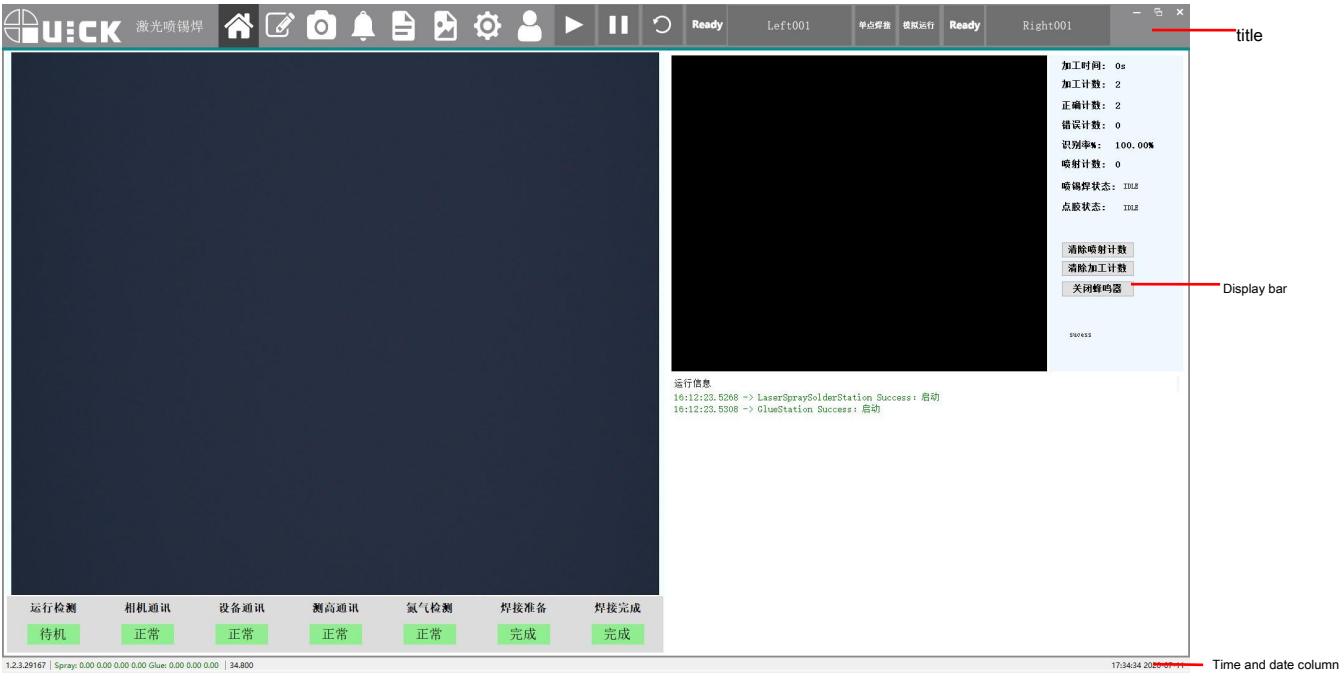 QUICK 激光喷锡焊 Ready Left001 单点焊接 模拟运行 Ready Right001
title
加工时间: 0s
加工计数: 2
正确计数: 2
错误计数: 0
识别率%: 100.00%
喷射计数: 0
喷锡焊状态: IDLE
点胶状态: IDLE
清除喷射计数
清除加工计数
关闭蜂鸣器
Display bar
sucess
运行信息
16:12:23.5268 -> LaserSpraySolderStation Success: 启动
16:12:23.5308 -> GlueStation Success: 启动
运行检测 相机通讯 设备通讯 测高通讯 氮气检测 焊接准备 焊接完成
待机 正常 正常 正常 正常 完成 完成
1.2.3.29167 Spray: 0.00 0.00 0.00 0.00 Glue: 0.00 0.00 0.00 34.800 17:34:34
Time and date column